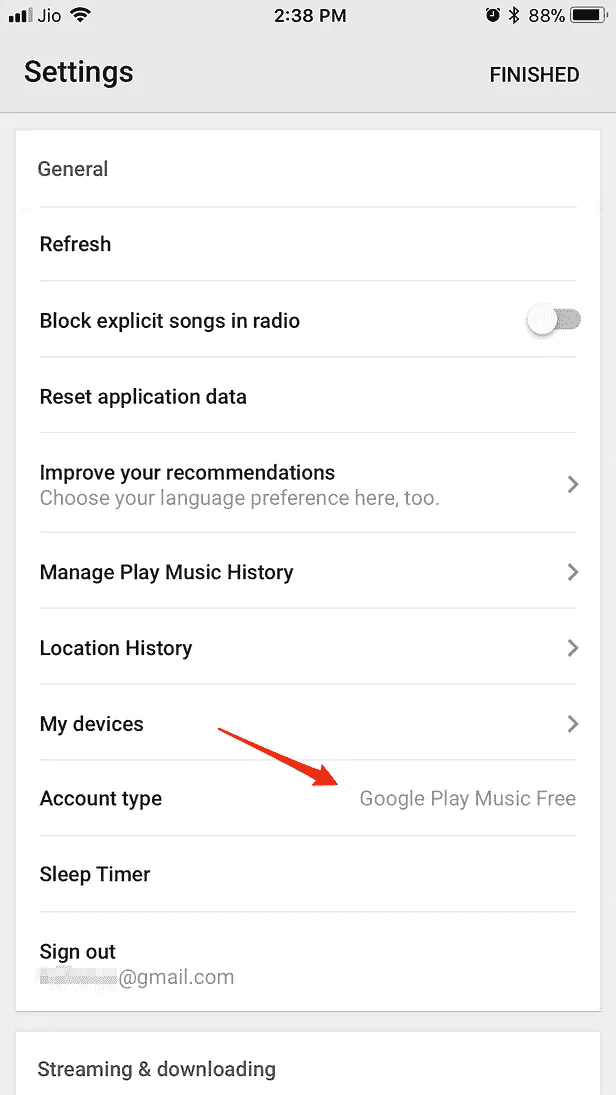 Jio 2:38 PM 88%
Settings FINISHED
General
Refresh
Block explicit songs in radio
Reset application data
Improve your recommendations
Choose your language preference here, too.
Manage Play Music History
Location History
My devices
Account type Google Play Music Free
Sleep Timer
Sign out
@gmail.com
Streaming & downloading